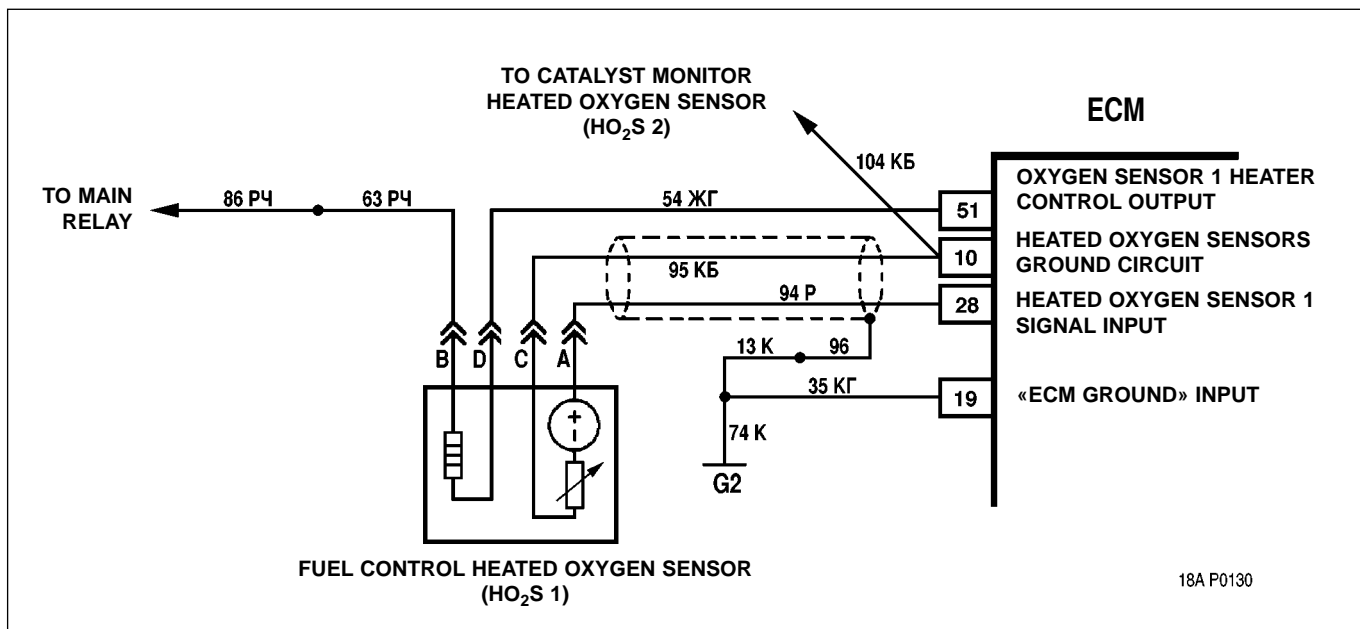 TO CATALYST MONITOR
HEATED OXYGEN SENSOR
(HO2S 2)
ECM
104 КБ
TO MAIN
RELAY
86 РЧ
63 РЧ
54 ЖГ
51
OXYGEN SENSOR 1 HEATER
CONTROL OUTPUT
95 КБ
10
HEATED OXYGEN SENSORS
GROUND CIRCUIT
94 Р
28
HEATED OXYGEN SENSOR 1
SIGNAL INPUT
B
D
C
A
13 К
96
35 КГ
19
«ECM GROUND» INPUT
74 К
G2
FUEL CONTROL HEATED OXYGEN SENSOR
(HO2S 1)
18A P0130